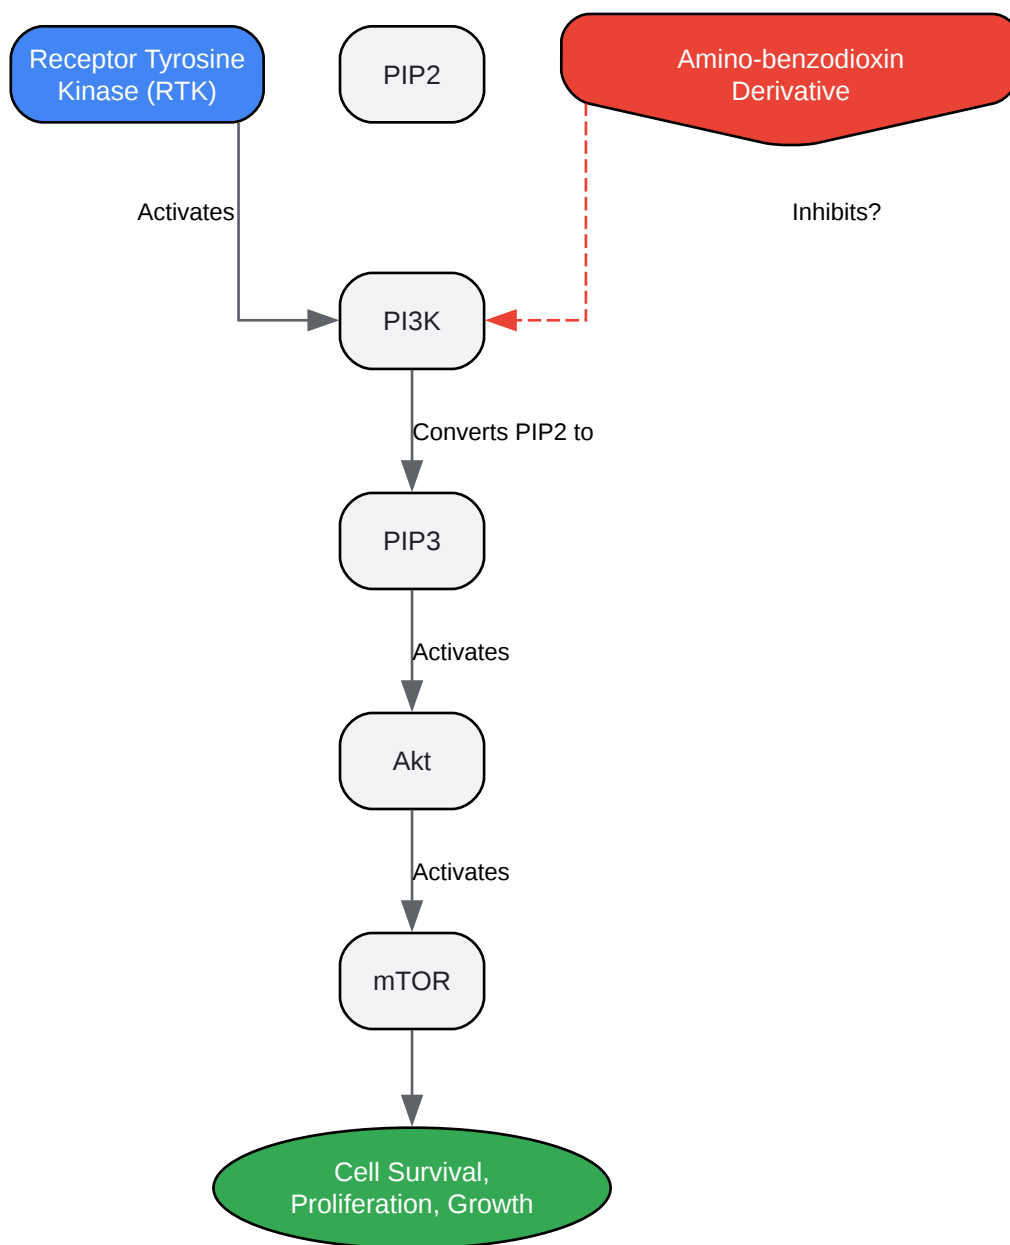 Receptor Tyrosine
Kinase (RTK)
PIP2
Amino-benzodioxin
Derivative
Activates
Inhibits?
PI3K
Converts PIP2 to
PIP3
Activates
Akt
Activates
mTOR
Cell Survival,
Proliferation, Growth